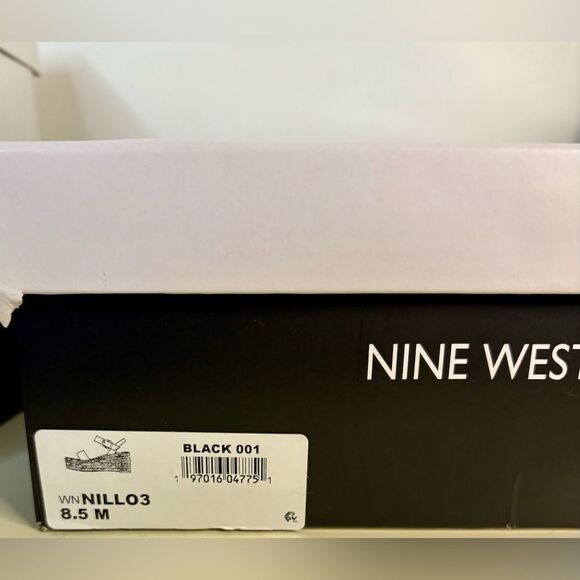 NINE WEST
BLACK 001
1 97016 04775 1
WN NILLO3
8.5 M